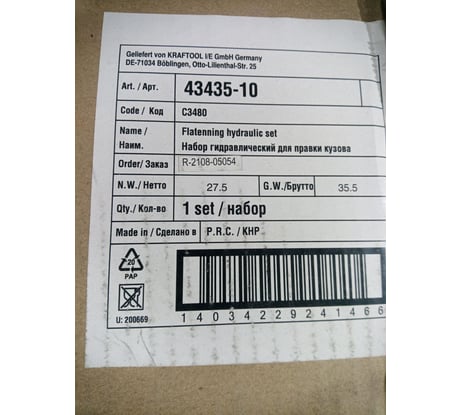 Geliefert von KRAFTOOL I/E GmbH Germany
DE-71034 Böblingen, Otto-Lilienthal-Str. 25
Art./ Арт. 43435-10
Code / Код C3480
Name / Наим. Flatenning hydraulic set
Набор гидравлический для правки кузова
Order/ Заказ R-2108-05054
N.W./ Нетто 27.5 G.W./Брутто 35.5
Qty./ Кол-во 1 set / набор
Made in / Сделано в P.R.C. / КНР
20
PAP
U: 200669
1 4 0 3 4 2 2 9 2 4 1 4 6 6